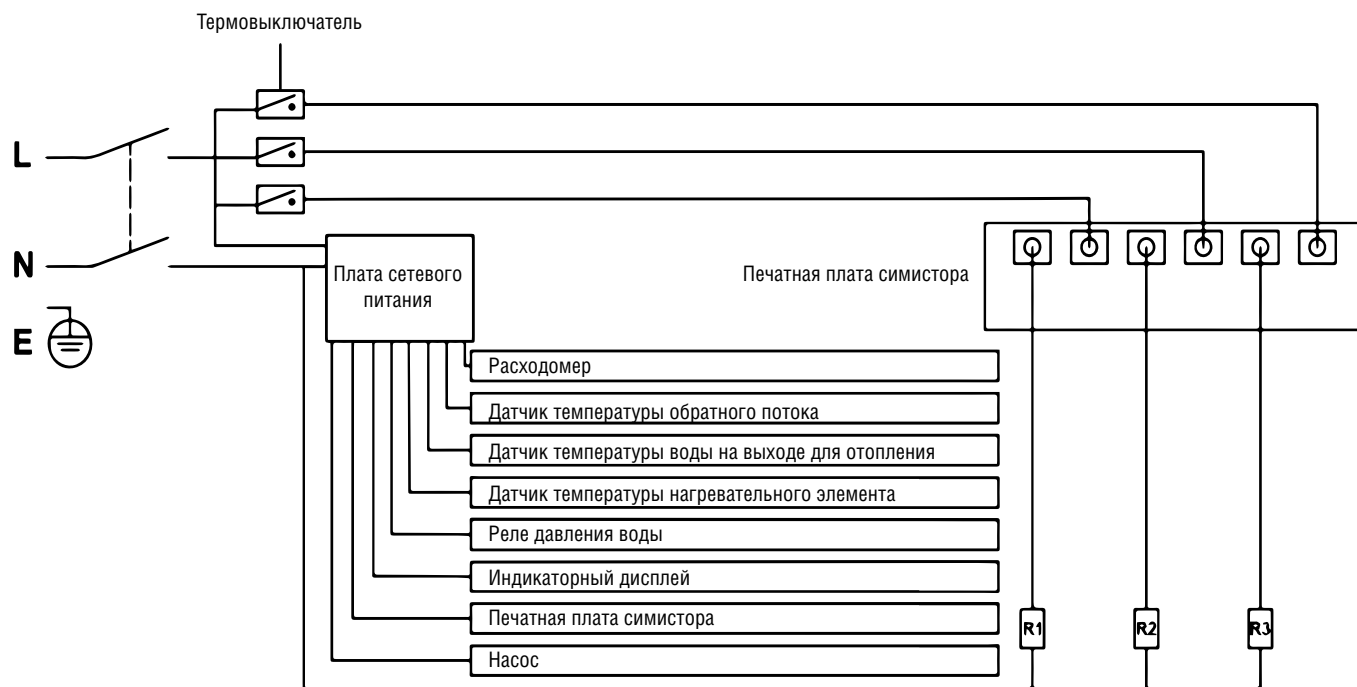 Термовыключатель
L
N
E
Плата сетевого
питания
Печатная плата симистора
Расходомер
Датчик температуры обратного потока
Датчик температуры воды на выходе для отопления
Датчик температуры нагревательного элемента
Реле давления воды
Индикаторный дисплей
Печатная плата симистора
Насос
R1
R2
R3